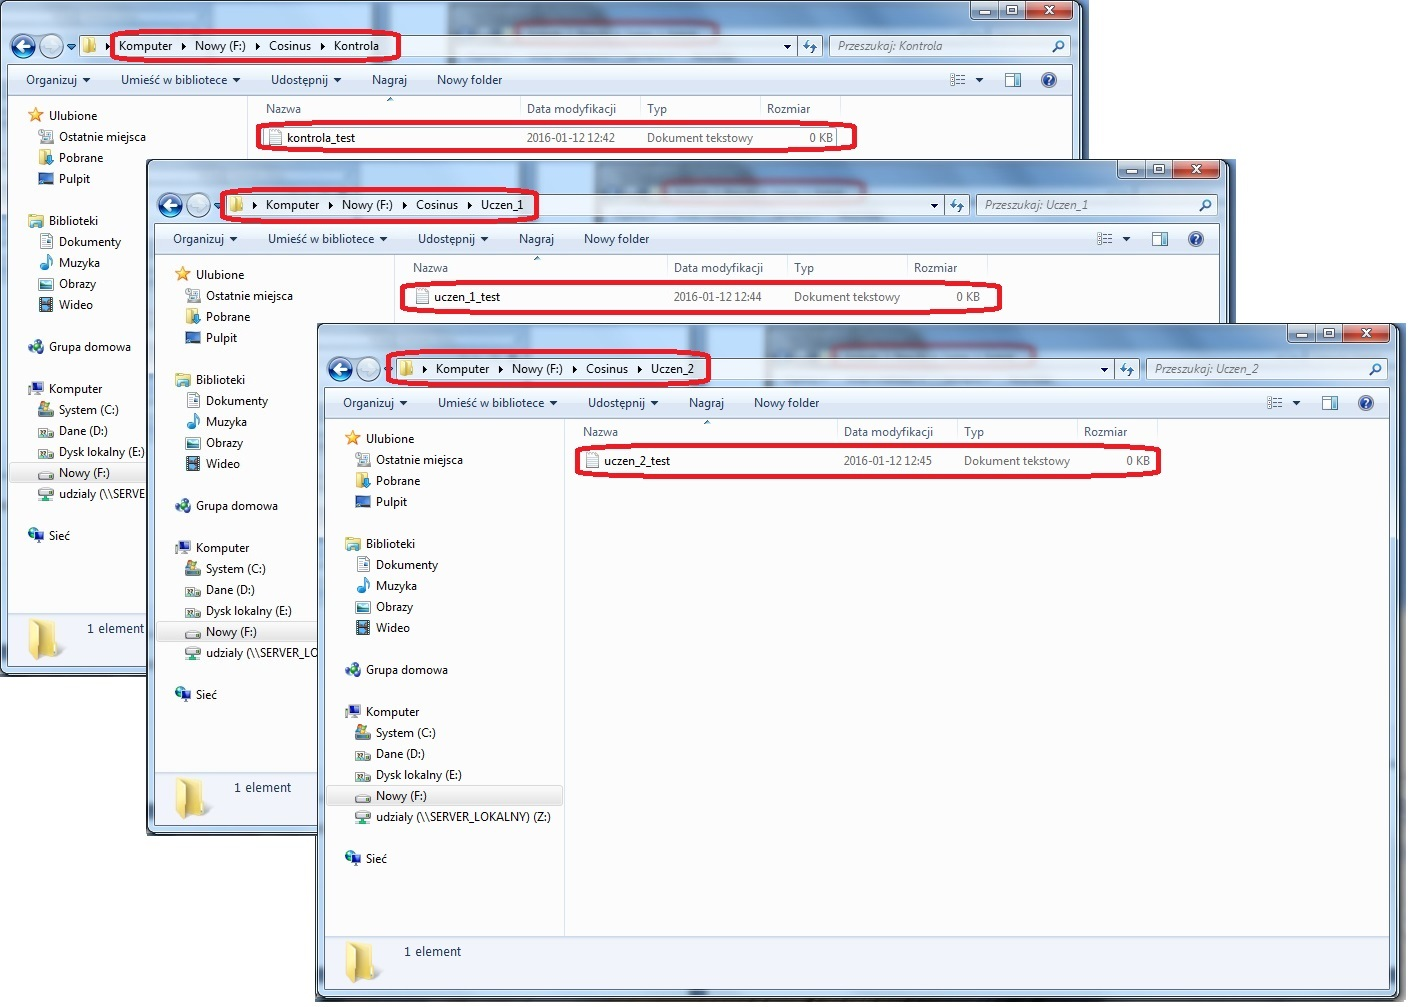 Komputer ▸ Nowy (F:) ▸ Cosinus ▸ Kontrola
Przeszukaj: Kontrola
Organizuj Umieść w bibliotece Udostępnij Nagraj Nowy folder
Nazwa Data modyfikacji Typ Rozmiar
kontrola_test 2016-01-12 12:42 Dokument tekstowy 0 KB
Ulubione
Ostatnie miejsca
Pobrane
Pulpit
Biblioteki
Dokumenty
Muzyka
Obrazy
Wideo
Grupa domowa
Komputer
System (C:)
Dane (D:)
Dysk lokalny (E:)
Nowy (F:)
udzialy (\\SERVE
Sieć
1 element
Komputer ▸ Nowy (F:) ▸ Cosinus ▸ Uczen_1
Przeszukaj: Uczen_1
Organizuj Umieść w bibliotece Udostępnij Nagraj Nowy folder
Nazwa Data modyfikacji Typ Rozmiar
uczen_1_test 2016-01-12 12:44 Dokument tekstowy 0 KB
Ulubione
Ostatnie miejsca
Pobrane
Pulpit
Biblioteki
Dokumenty
Muzyka
Obrazy
Wideo
Grupa domowa
Komputer
System (C:)
Dane (D:)
Dysk lokalny (E:)
Nowy (F:)
udzialy (\\SERVER_LO
Sieć
1 element
Komputer ▸ Nowy (F:) ▸ Cosinus ▸ Uczen_2
Przeszukaj: Uczen_2
Organizuj Umieść w bibliotece Udostępnij Nagraj Nowy folder
Nazwa Data modyfikacji Typ Rozmiar
uczen_2_test 2016-01-12 12:45 Dokument tekstowy 0 KB
Ulubione
Ostatnie miejsca
Pobrane
Pulpit
Biblioteki
Dokumenty
Muzyka
Obrazy
Wideo
Grupa domowa
Komputer
System (C:)
Dane (D:)
Dysk lokalny (E:)
Nowy (F:)
udzialy (\\SERVER_LOKALNY) (Z:)
Sieć
1 element